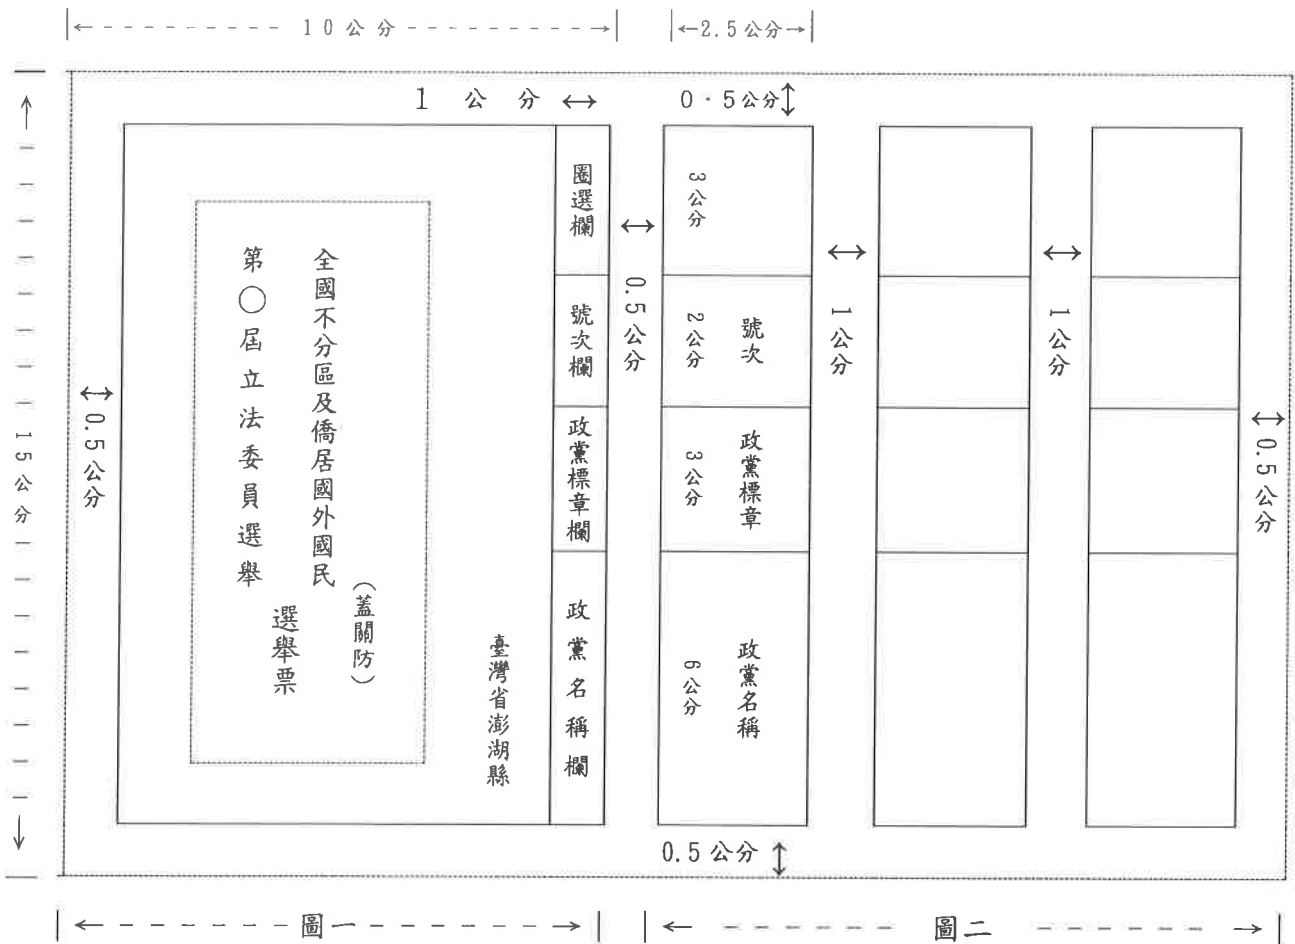 10公分
2.5公分
1公分
0.5公分
15公分
0.5公分
全國不分區及僑居國外國民
第○屆立法委員選舉
選舉票
(蓋關防)
臺灣省澎湖縣
圈選欄
號次欄
政黨標章欄
政黨名稱欄
0.5公分
3公分
2公分
號次
3公分
政黨標章
6公分
政黨名稱
1公分
1公分
0.5公分
0.5公分
圖一
圖二